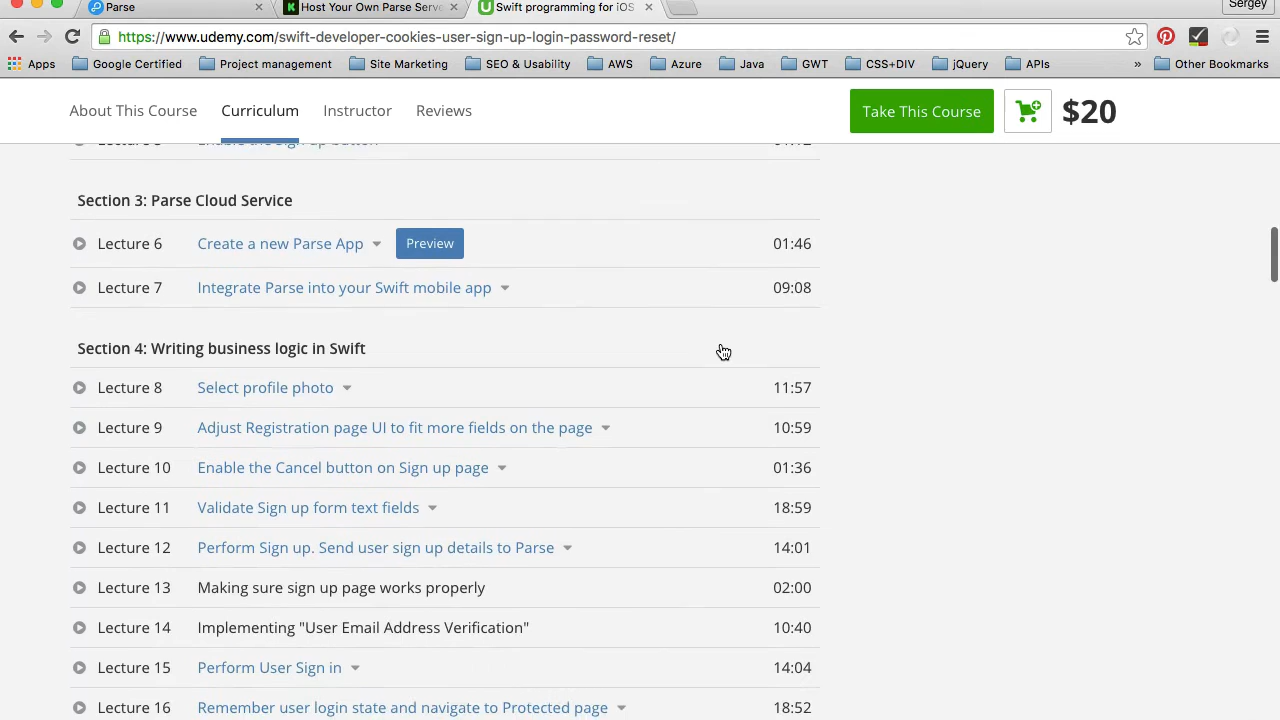 Parse
Host Your Own Parse Serv
Swift programming for iOS
Sergey
https://www.udemy.com/swift-developer-cookies-user-sign-up-login-password-reset/
Apps Google Certified Project management Site Marketing SEO & Usability AWS Azure Java GWT CSS+DIV jQuery APIs » Other Bookmarks
About This Course Curriculum Instructor Reviews Take This Course $20
Section 3: Parse Cloud Service
Lecture 6 Create a new Parse App Preview 01:46
Lecture 7 Integrate Parse into your Swift mobile app 09:08
Section 4: Writing business logic in Swift
Lecture 8 Select profile photo 11:57
Lecture 9 Adjust Registration page UI to fit more fields on the page 10:59
Lecture 10 Enable the Cancel button on Sign up page 01:36
Lecture 11 Validate Sign up form text fields 18:59
Lecture 12 Perform Sign up. Send user sign up details to Parse 14:01
Lecture 13 Making sure sign up page works properly 02:00
Lecture 14 Implementing "User Email Address Verification" 10:40
Lecture 15 Perform User Sign in 14:04
Lecture 16 Remember user login state and navigate to Protected page 18:52